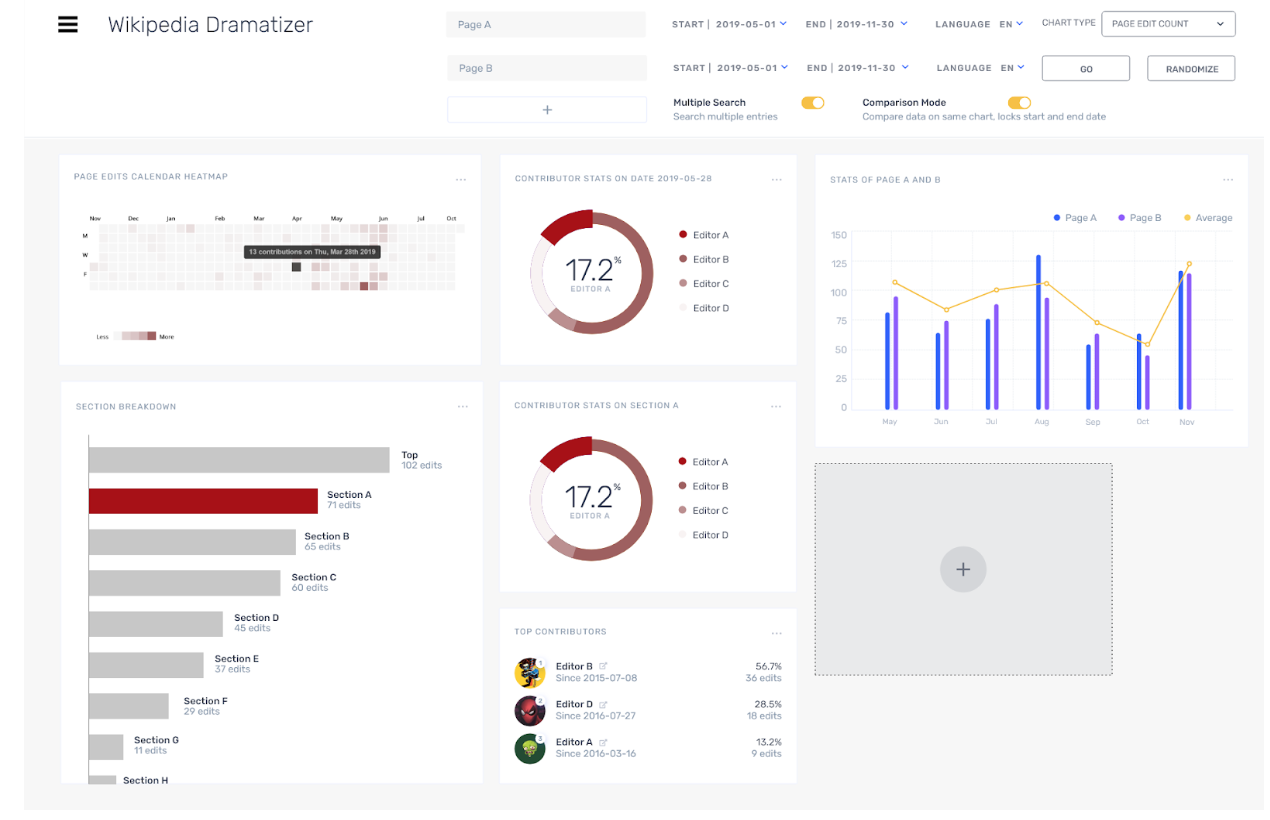 Wikipedia Dramatizer
Page A
START | 2019-05-01
END | 2019-11-30
LANGUAGE EN
CHART TYPE
PAGE EDIT COUNT
Page B
START | 2019-05-01
END | 2019-11-30
LANGUAGE EN
GO
RANDOMIZE
+
Multiple Search
Search multiple entries
Comparison Mode
Compare data on same chart, locks start and end date
PAGE EDITS CALENDAR HEATMAP
...
Nov Dec Jan Feb Mar Apr May Jun Jul Oct
M
W
F
13 contributions on Thu, Mar 28th 2019
Less More
CONTRIBUTOR STATS ON DATE 2019-05-28
...
17.2%
EDITOR A
Editor A
Editor B
Editor C
Editor D
STATS OF PAGE A AND B
...
Page A Page B Average
150
125
100
75
50
25
0
May Jun Jul Aug Sep Oct Nov
SECTION BREAKDOWN
...
Top
102 edits
Section A
71 edits
Section B
65 edits
Section C
60 edits
Section D
45 edits
Section E
37 edits
Section F
29 edits
Section G
11 edits
Section H
CONTRIBUTOR STATS ON SECTION A
...
17.2%
EDITOR A
Editor A
Editor B
Editor C
Editor D
TOP CONTRIBUTORS
...
1
Editor B
Since 2015-07-08
56.7%
36 edits
2
Editor D
Since 2016-07-27
28.5%
18 edits
3
Editor A
Since 2016-03-16
13.2%
9 edits
+